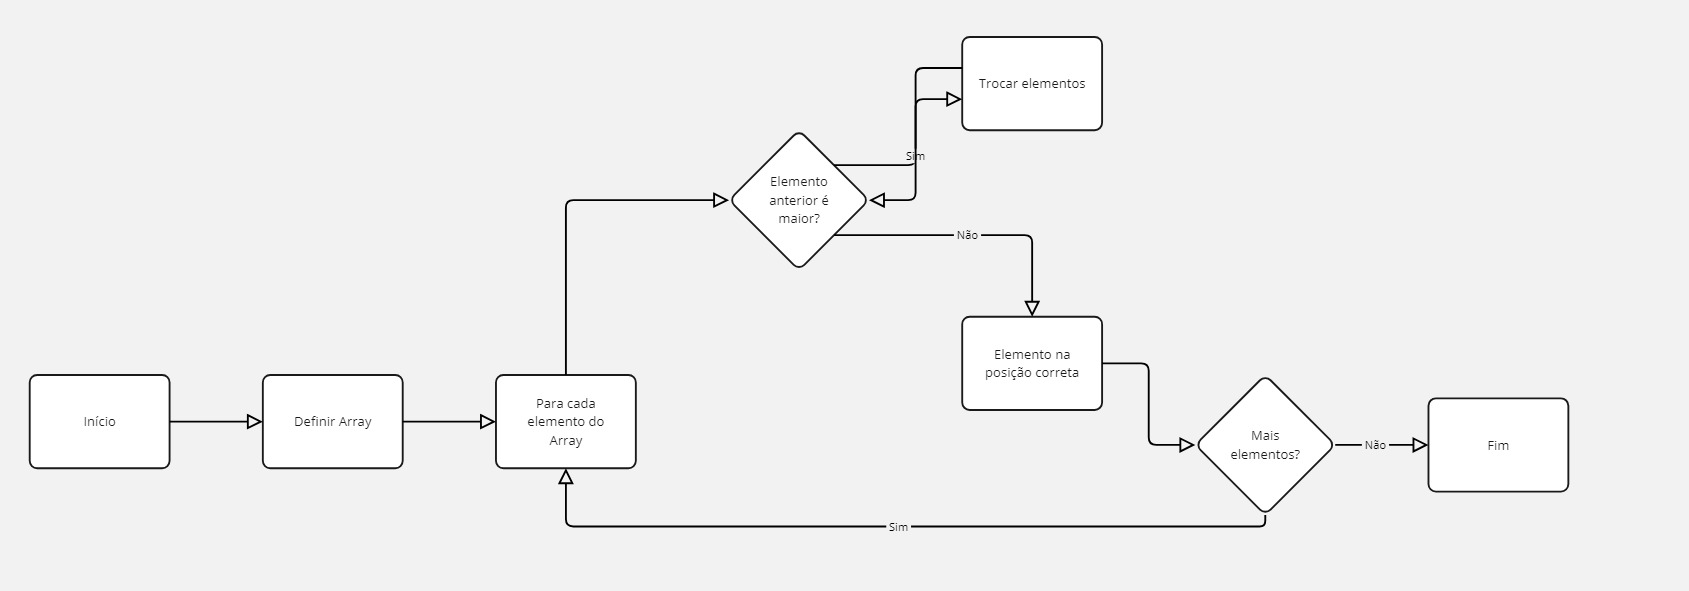 Início
Definir Array
Para cada
elemento do
Array
Elemento
anterior é
maior?
Sim
Trocar elementos
Não
Elemento na
posição correta
Mais
elementos?
Sim
Não
Fim